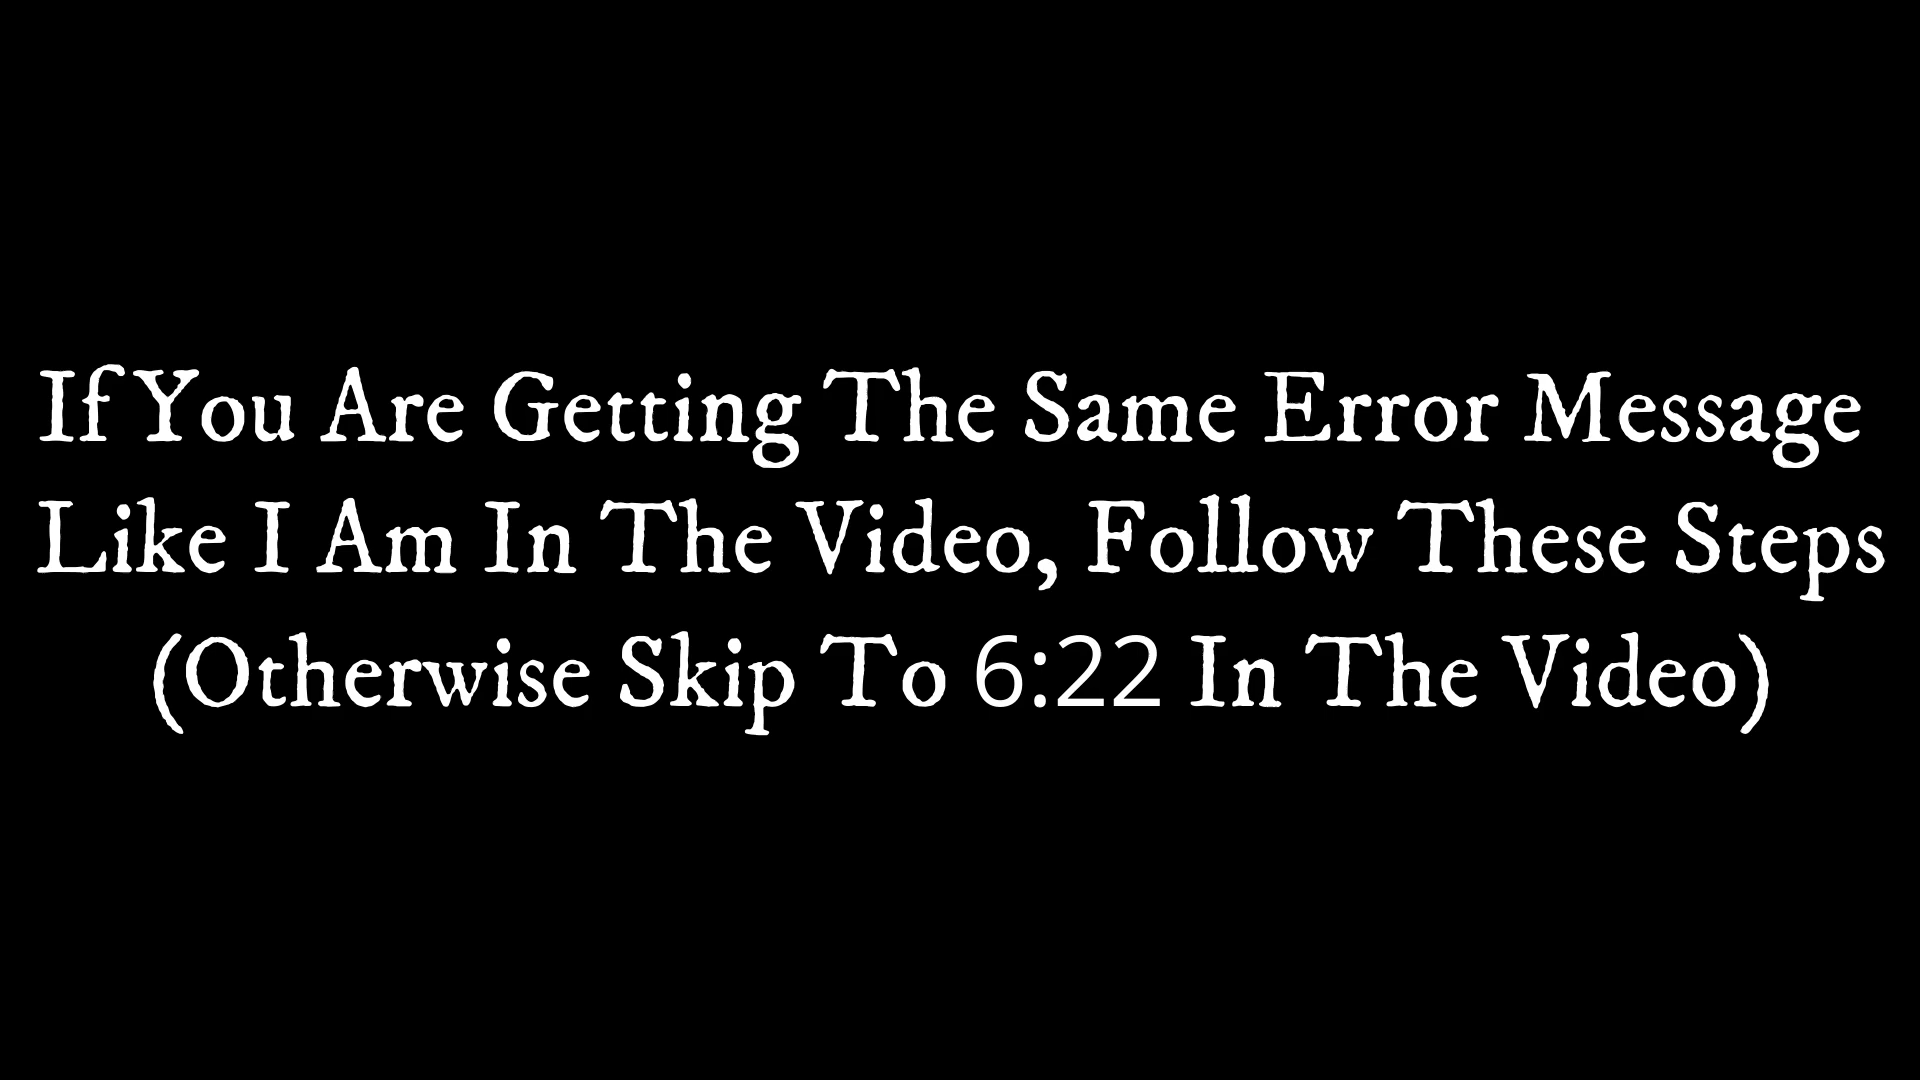 If You Are Getting The Same Error Message
Like I Am In The Video, Follow These Steps
(Otherwise Skip To 6:22 In The Video)